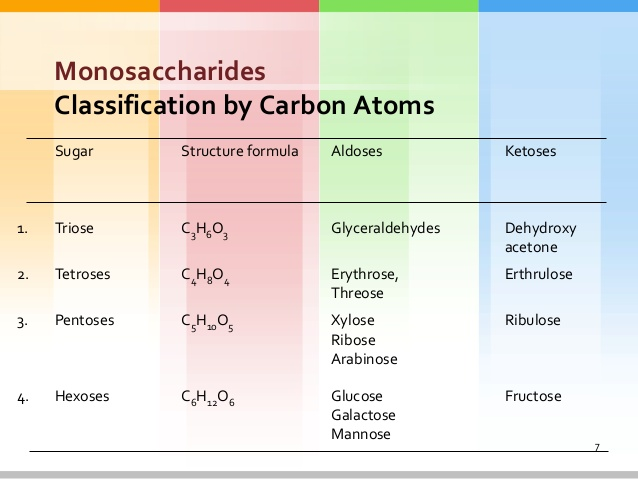 Monosaccharides
Classification by Carbon Atoms
Sugar Structure formula Aldoses Ketoses
1. Triose C3H6O3 Glyceraldehydes Dehydroxy
acetone
2. Tetroses C4H8O4 Erythrose, Erthrulose
Threose
3. Pentoses C5H10O5 Xylose Ribulose
Ribose
Arabinose
4. Hexoses C6H12O6 Glucose Fructose
Galactose
Mannose
7